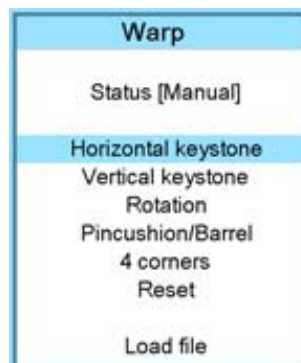 Warp
Status [Manual]
Horizontal keystone
Vertical keystone
Rotation
Pincushion/Barrel
4 corners
Reset
Load file